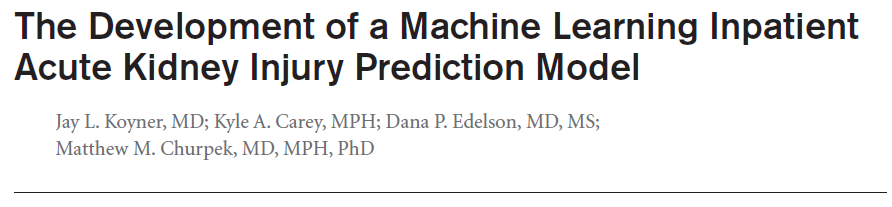 The Development of a Machine Learning Inpatient
Acute Kidney Injury Prediction Model
Jay L. Koyner, MD; Kyle A. Carey, MPH; Dana P. Edelson, MD, MS;
Matthew M. Churpek, MD, MPH, PhD